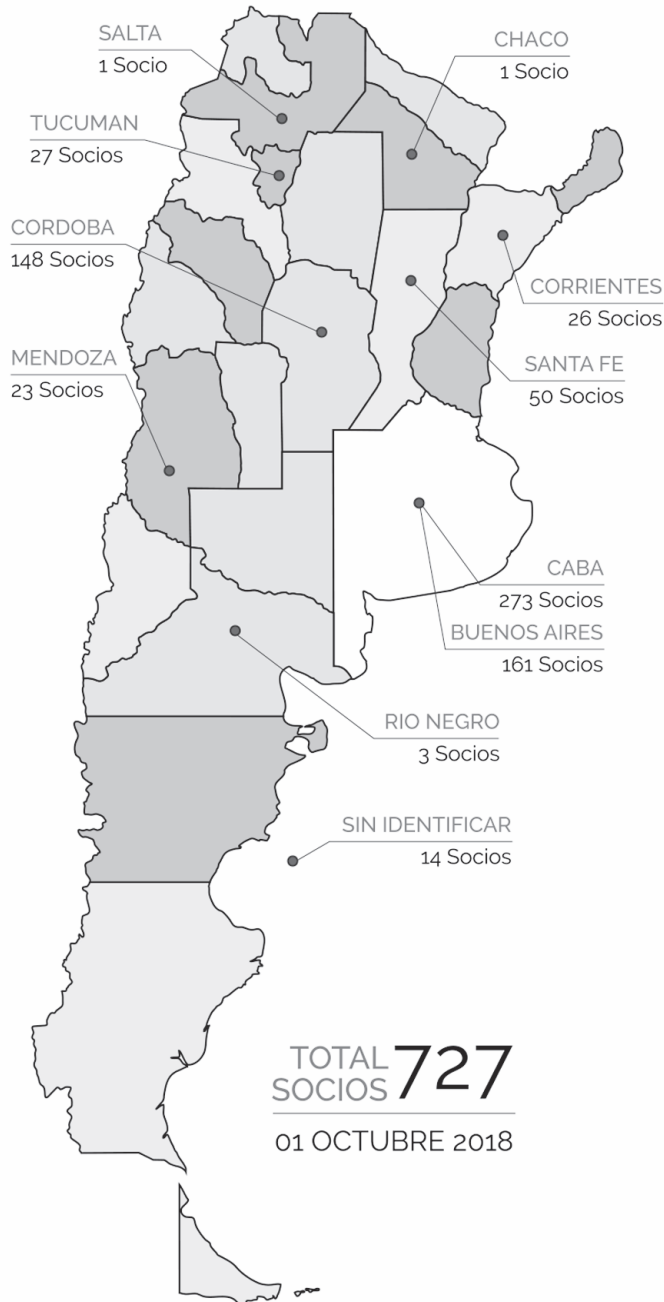 SALTA
1 Socio
CHACO
1 Socio
TUCUMAN
27 Socios
CORDOBA
148 Socios
CORRIENTES
26 Socios
MENDOZA
23 Socios
SANTA FE
50 Socios
CABA
273 Socios
BUENOS AIRES
161 Socios
RIO NEGRO
3 Socios
SIN IDENTIFICAR
14 Socios
TOTAL SOCIOS 727
01 OCTUBRE 2018